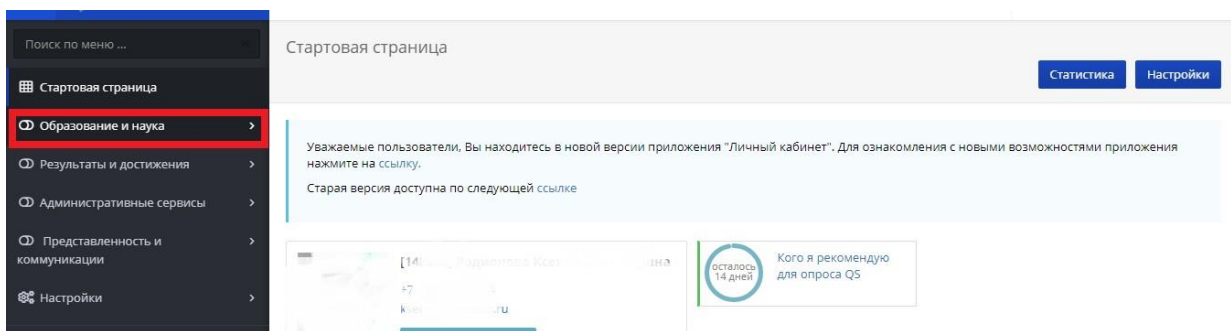 Поиск по меню ...
Стартовая страница
Образование и наука
Результаты и достижения
Административные сервисы
Представленность и
коммуникации
Настройки
Стартовая страница
Статистика
Настройки
Уважаемые пользователи, Вы находитесь в новой версии приложения "Личный кабинет". Для ознакомления с новыми возможностями приложения
нажмите на ссылку.
Старая версия доступна по следующей ссылке
осталось
14 дней
Кого я рекомендую
для опроса QS